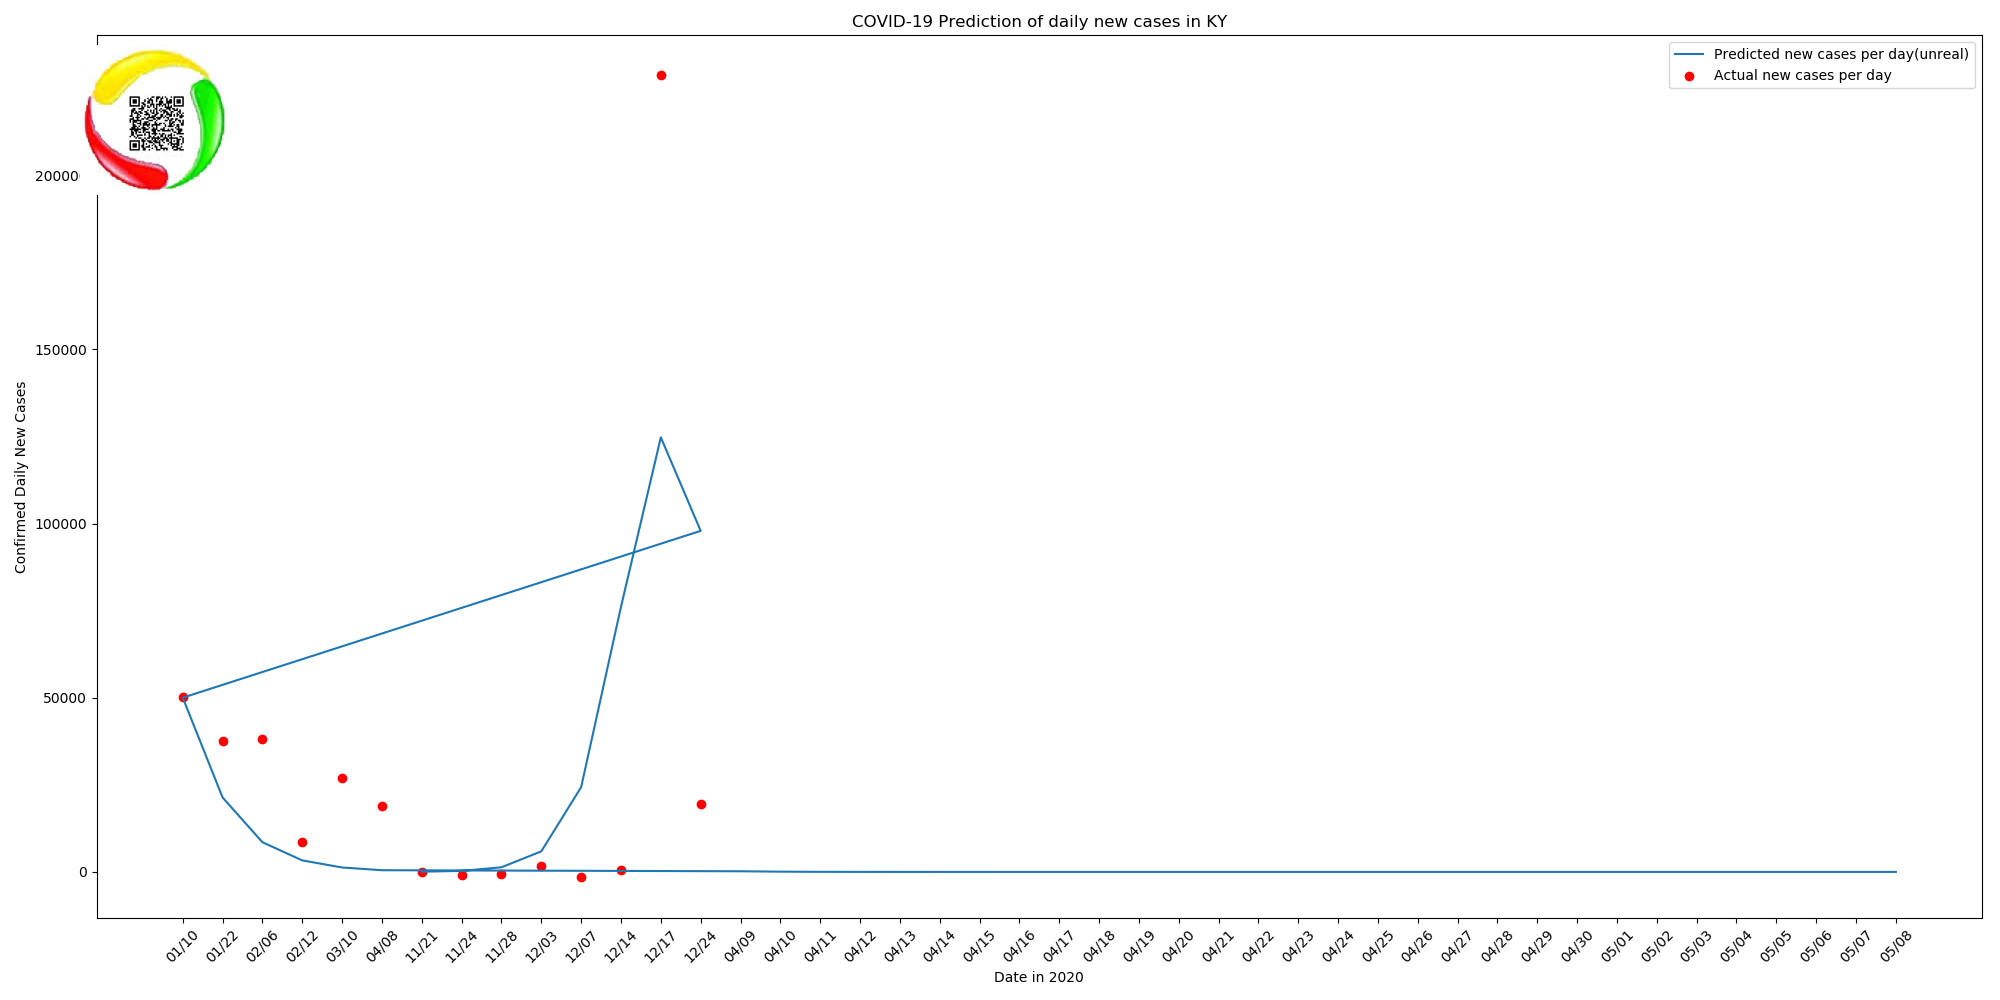 COVID-19 Prediction of daily new cases in KY
Predicted new cases per day(unreal)
Actual new cases per day
20000
150000
100000
50000
0
Confirmed Daily New Cases
01/10 01/22 02/06 02/12 03/10 04/08 11/21 11/24 11/28 12/03 12/07 12/14 12/17 12/24 04/09 04/10 04/11 04/12 04/13 04/14 04/15 04/16 04/17 04/18 04/19 04/20 04/21 04/22 04/23 04/24 04/25 04/26 04/27 04/28 04/29 04/30 05/01 05/02 05/03 05/04 05/05 05/06 05/07 05/08
Date in 2020